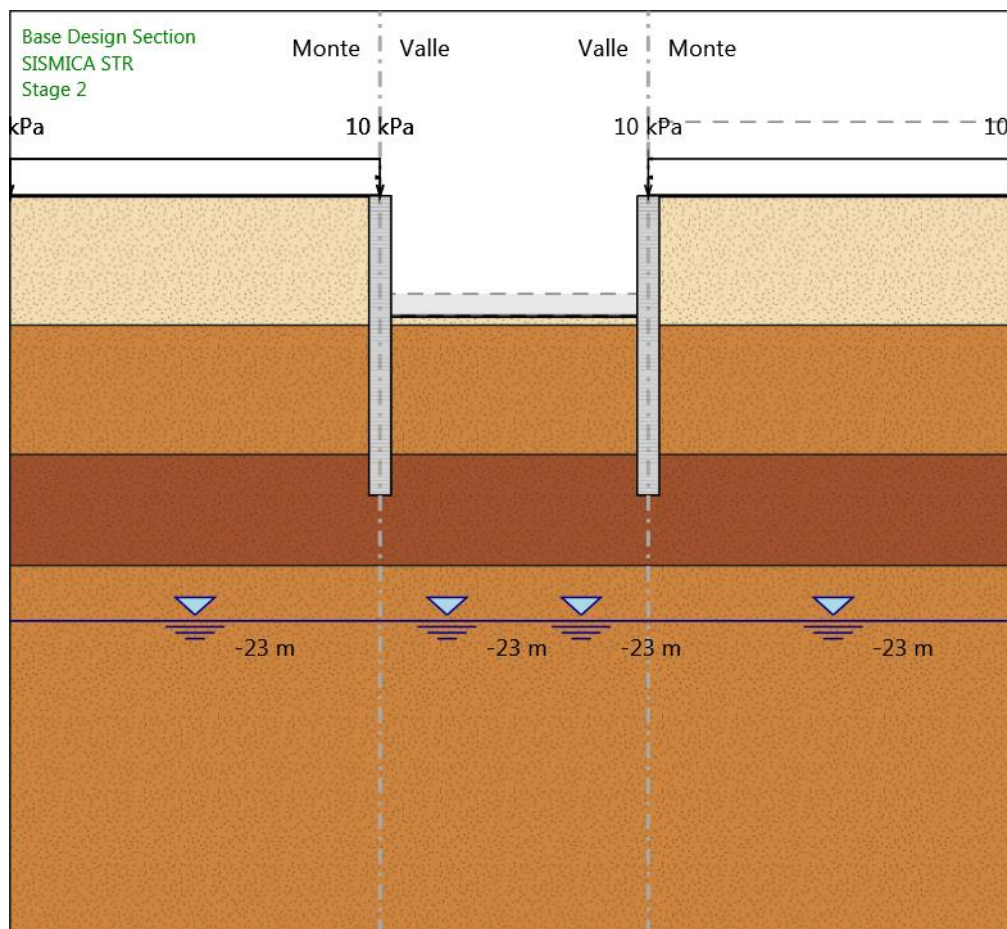 Base Design Section
SISMICA STR
Stage 2
Monte Valle Valle Monte
kPa 10 kPa 10 kPa 10
-23 m -23 m -23 m -23 m